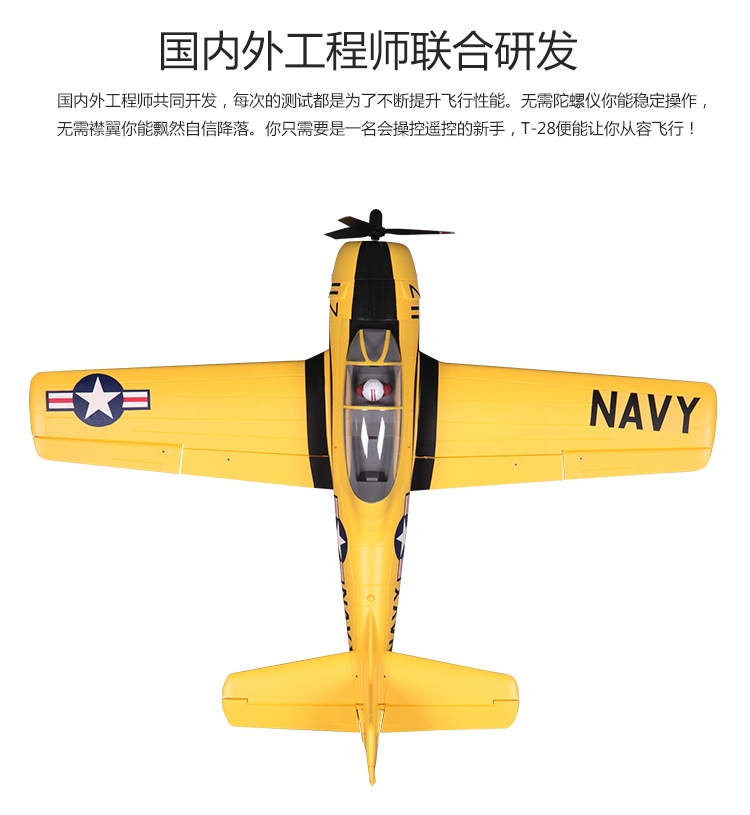 国内外工程师联合研发
国内外工程师共同开发，每次的测试都是为了不断提升飞行性能。无需陀螺仪你能稳定操作，
无需襟翼你能飘然自信降落。你只需要是一名会操控遥控的新手，T-28便能让你从容飞行！
NAVY